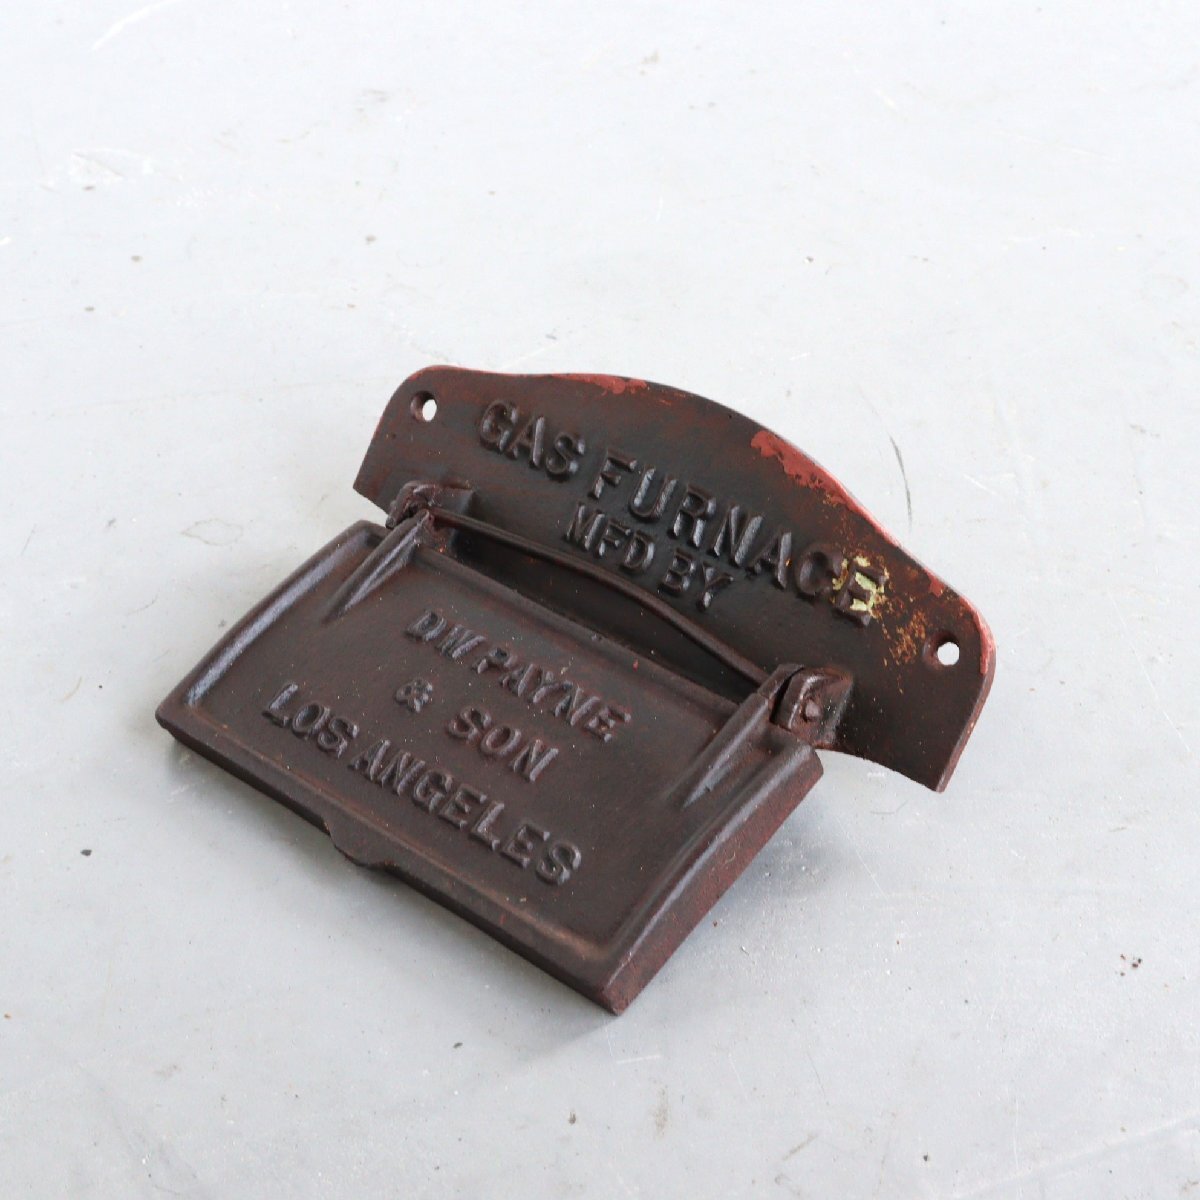 GAS FURNACE
MFD BY
D W PAYNE
& SON
LOS ANGELES